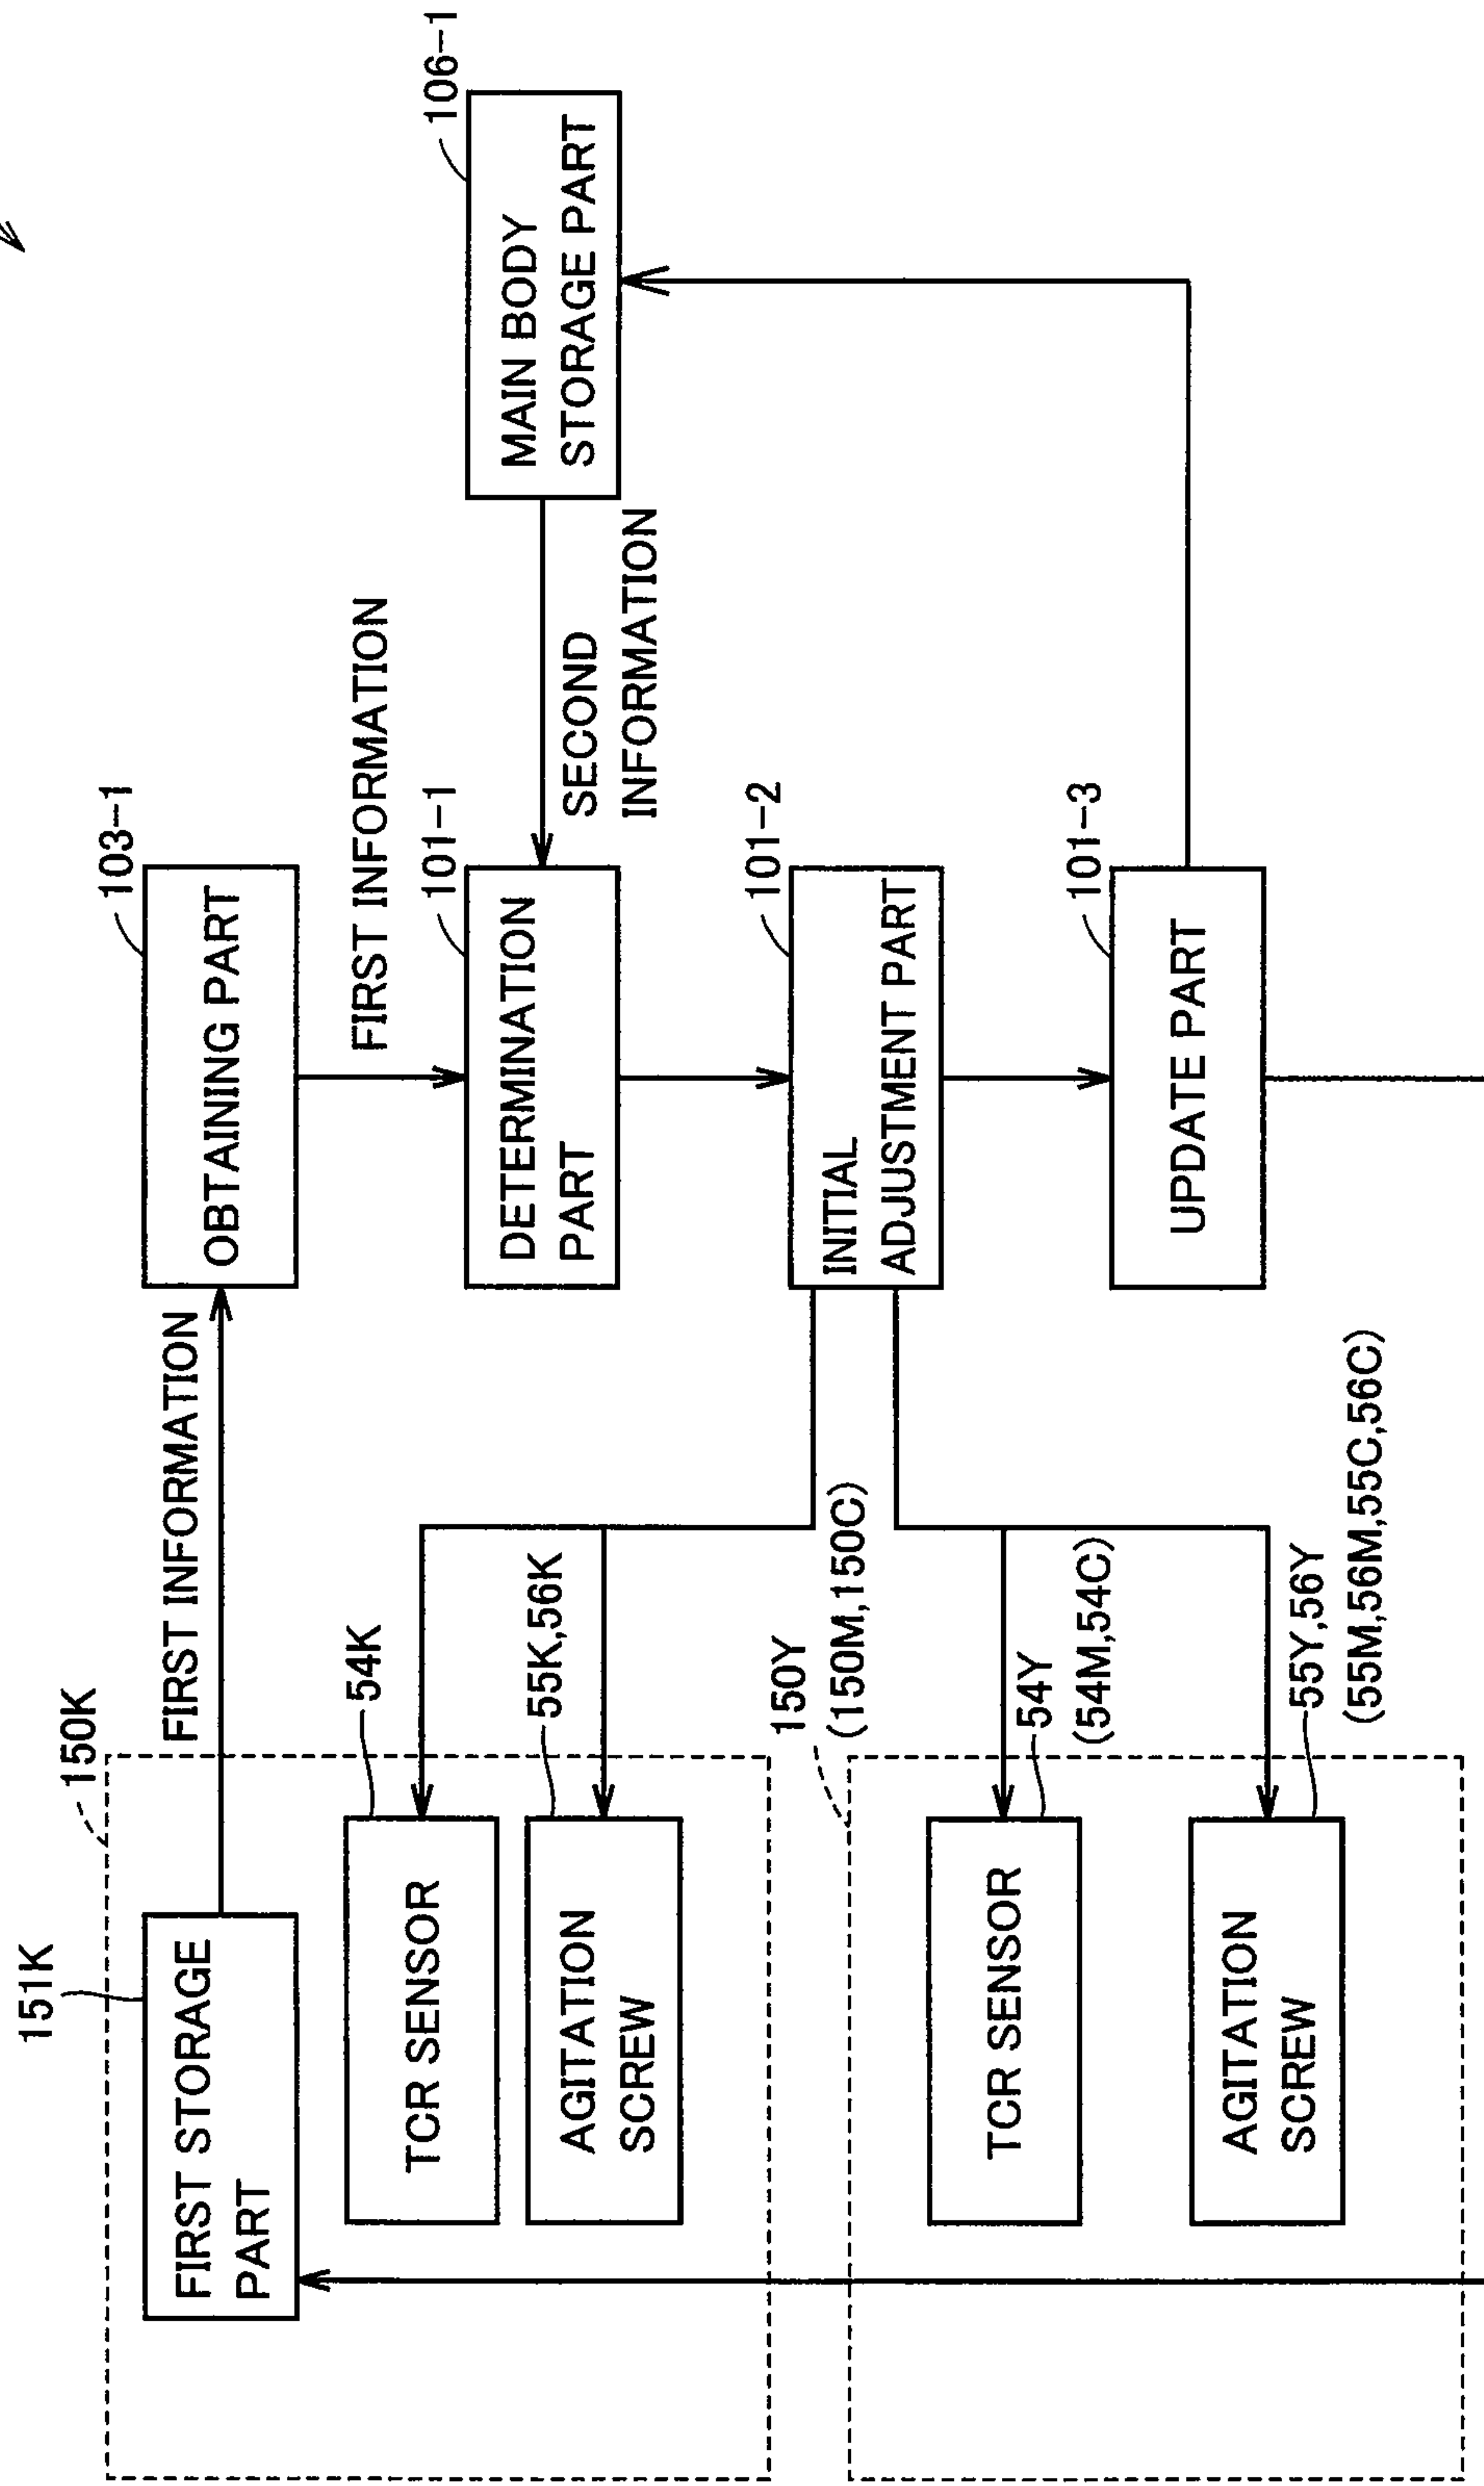 151K
FIRST STORAGE
PART
150K
FIRST INFORMATION
103-1
OBTAINING PART
FIRST INFORMATION
54K
TCR SENSOR
55K,56K
AGITATION
SCREW
101-1
DETERMINATION
PART
SECOND
INFORMATION
106-1
MAIN BODY
STORAGE PART
150Y
(150M,150C)
101-2
INITIAL
ADJUSTMENT PART
54Y
(54M,54C)
TCR SENSOR
55Y,56Y
(55M,56M,55C,56C)
AGITATION
SCREW
101-3
UPDATE PART